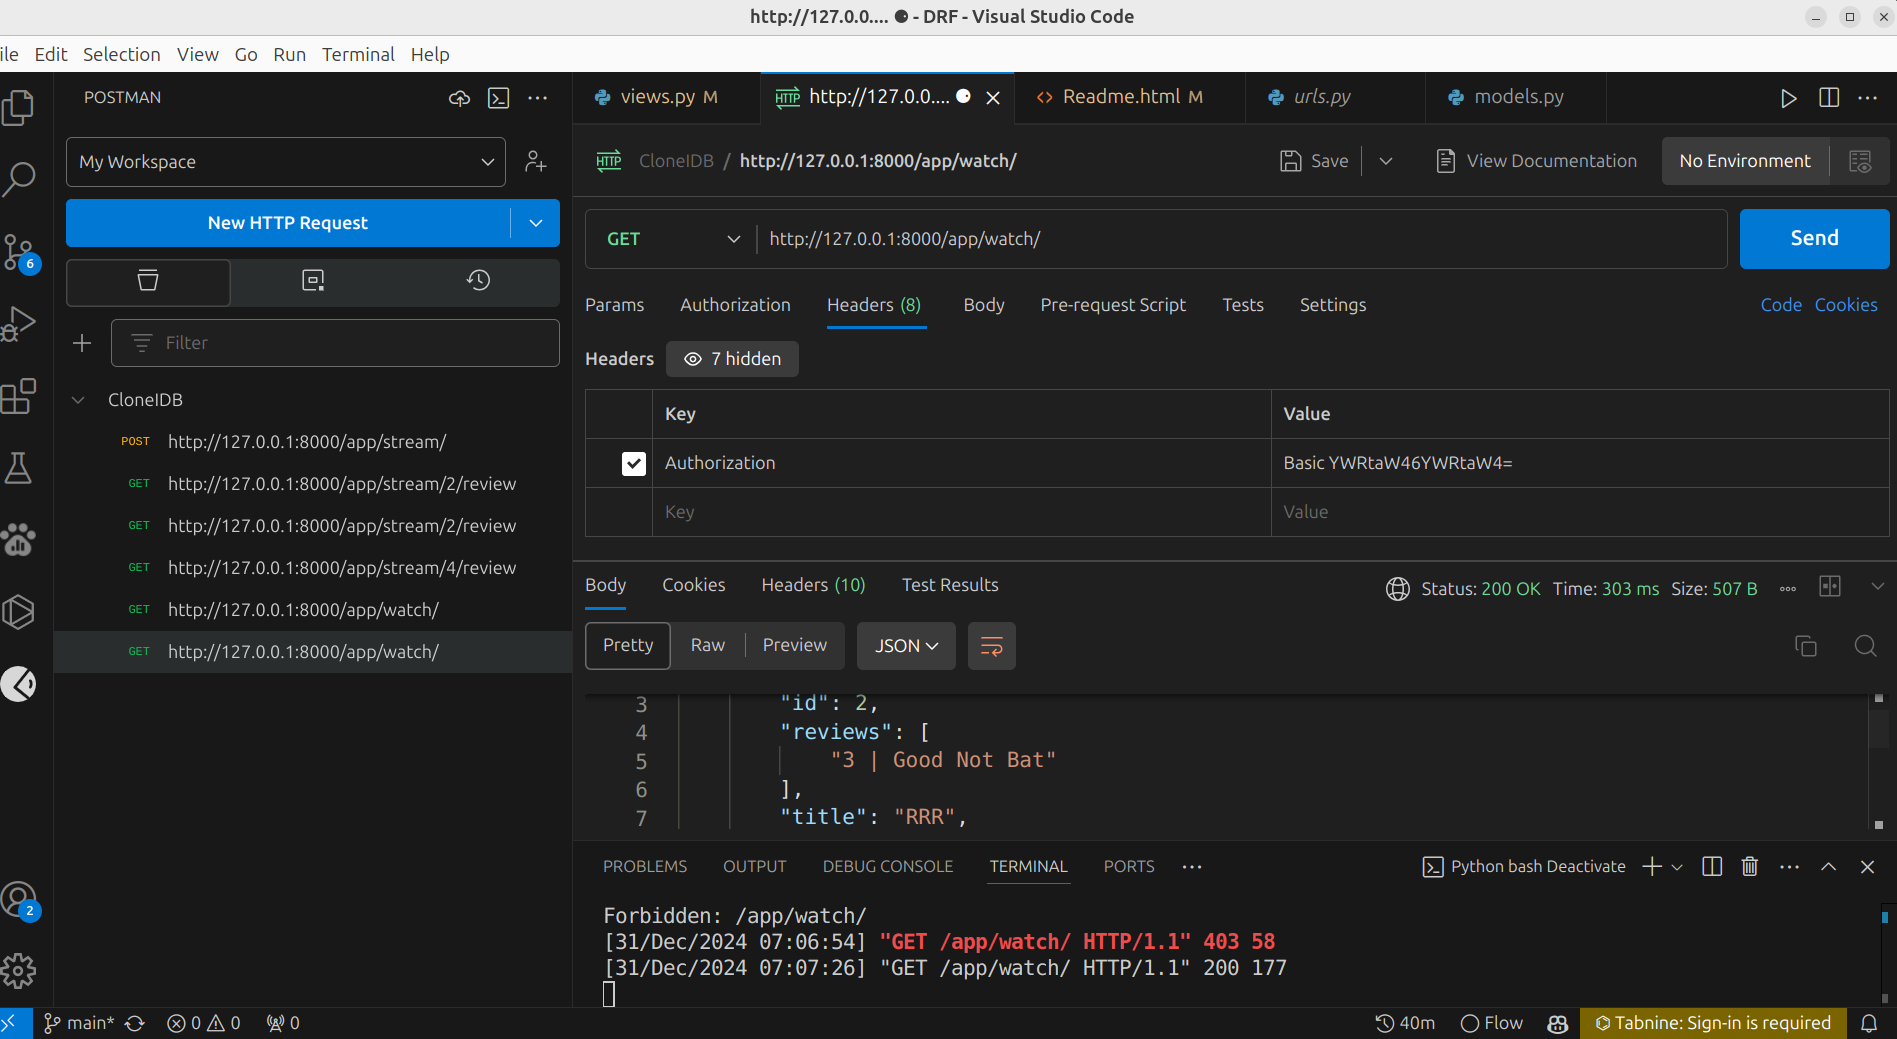 http://127.0.0.... ● - DRF - Visual Studio Code
ile Edit Selection View Go Run Terminal Help
POSTMAN
views.py M
HTTP http://127.0.0....
<> Readme.html M
urls.py
models.py
My Workspace
HTTP CloneIDB / http://127.0.0.1:8000/app/watch/
Save
View Documentation
No Environment
New HTTP Request
GET http://127.0.0.1:8000/app/watch/
Send
6
Params Authorization Headers (8) Body Pre-request Script Tests Settings
Code Cookies
Filter
Headers 7 hidden
CloneIDB
Key Value
POST http://127.0.0.1:8000/app/stream/
Authorization Basic YWRtaW46YWRtaW4=
GET http://127.0.0.1:8000/app/stream/2/review
Key Value
GET http://127.0.0.1:8000/app/stream/2/review
GET http://127.0.0.1:8000/app/stream/4/review
GET http://127.0.0.1:8000/app/watch/
GET http://127.0.0.1:8000/app/watch/
Body Cookies Headers (10) Test Results
Status: 200 OK Time: 303 ms Size: 507 B
Pretty Raw Preview JSON
3 "id": 2,
4 "reviews": [
5 "3 | Good Not Bat"
6 ],
7 "title": "RRR",
PROBLEMS OUTPUT DEBUG CONSOLE TERMINAL PORTS
Python bash Deactivate
Forbidden: /app/watch/
[31/Dec/2024 07:06:54] "GET /app/watch/ HTTP/1.1" 403 58
[31/Dec/2024 07:07:26] "GET /app/watch/ HTTP/1.1" 200 177
2
main* 0 0 0
40m Flow Tabnine: Sign-in is required